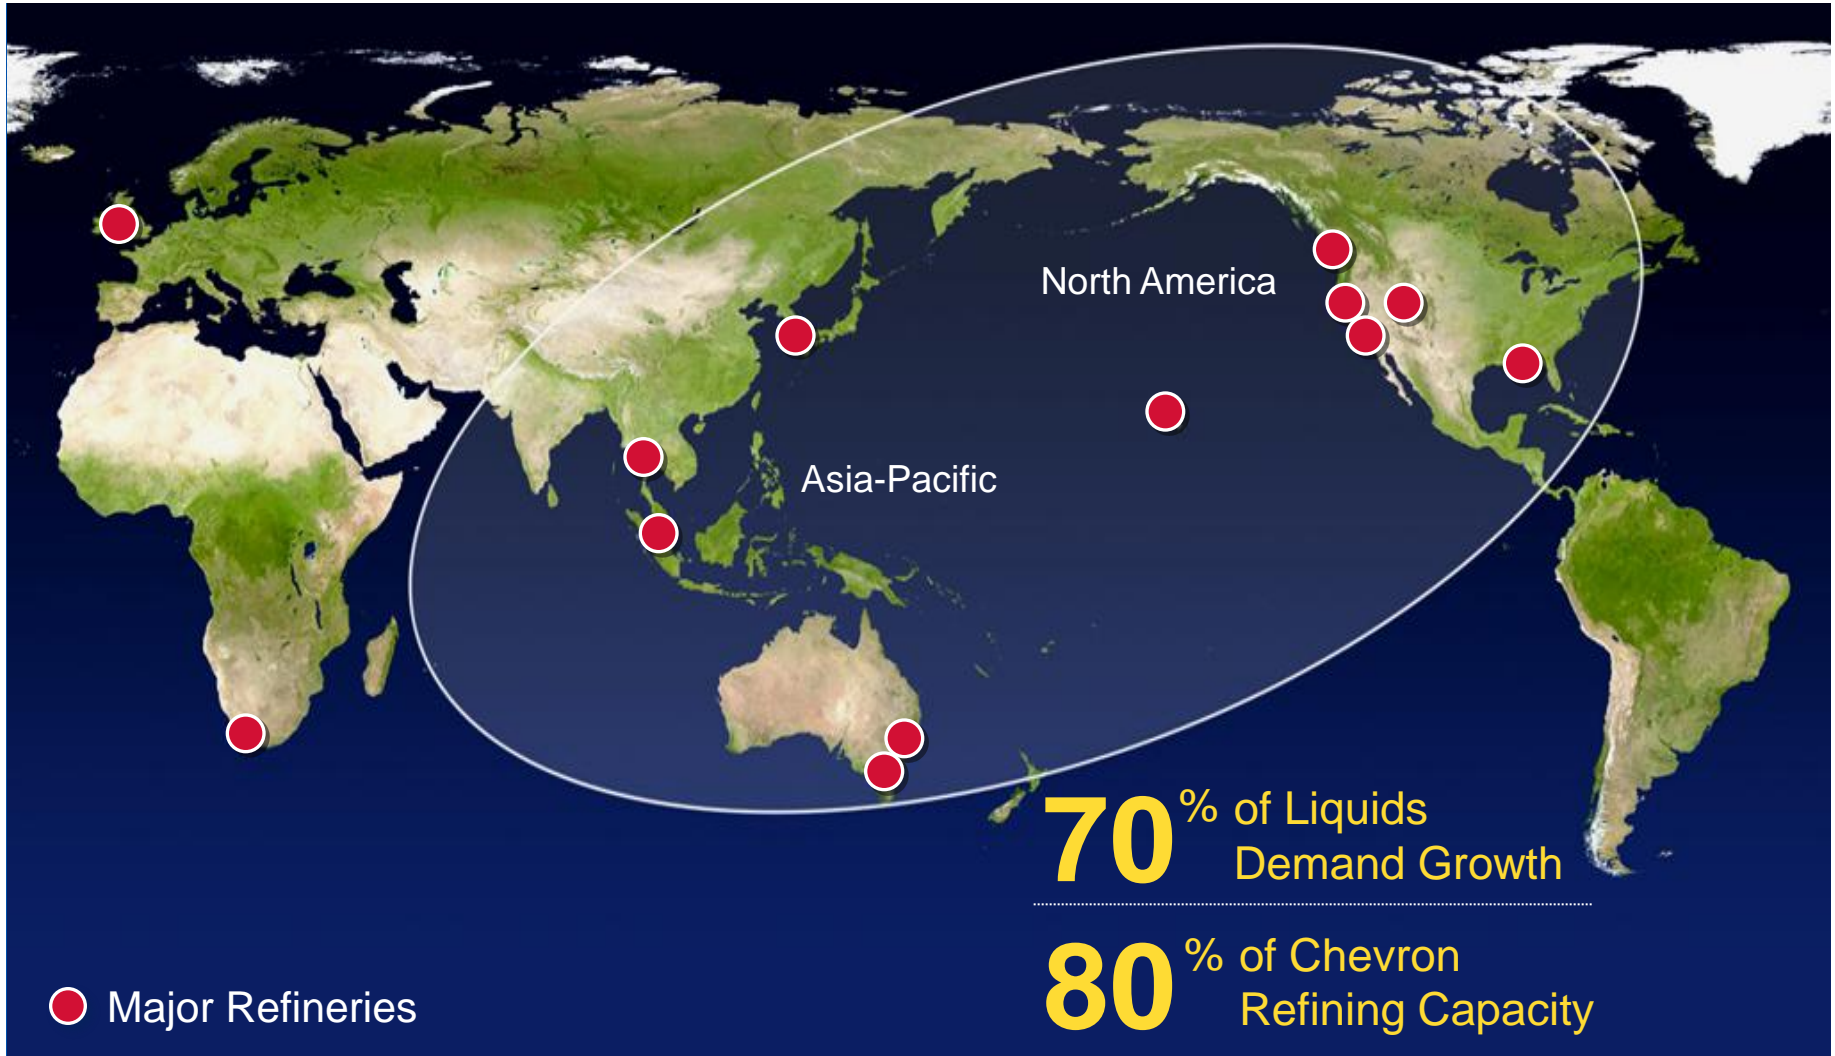 North America
Asia-Pacific
70% of Liquids
Demand Growth
80% of Chevron
Refining Capacity
Major Refineries